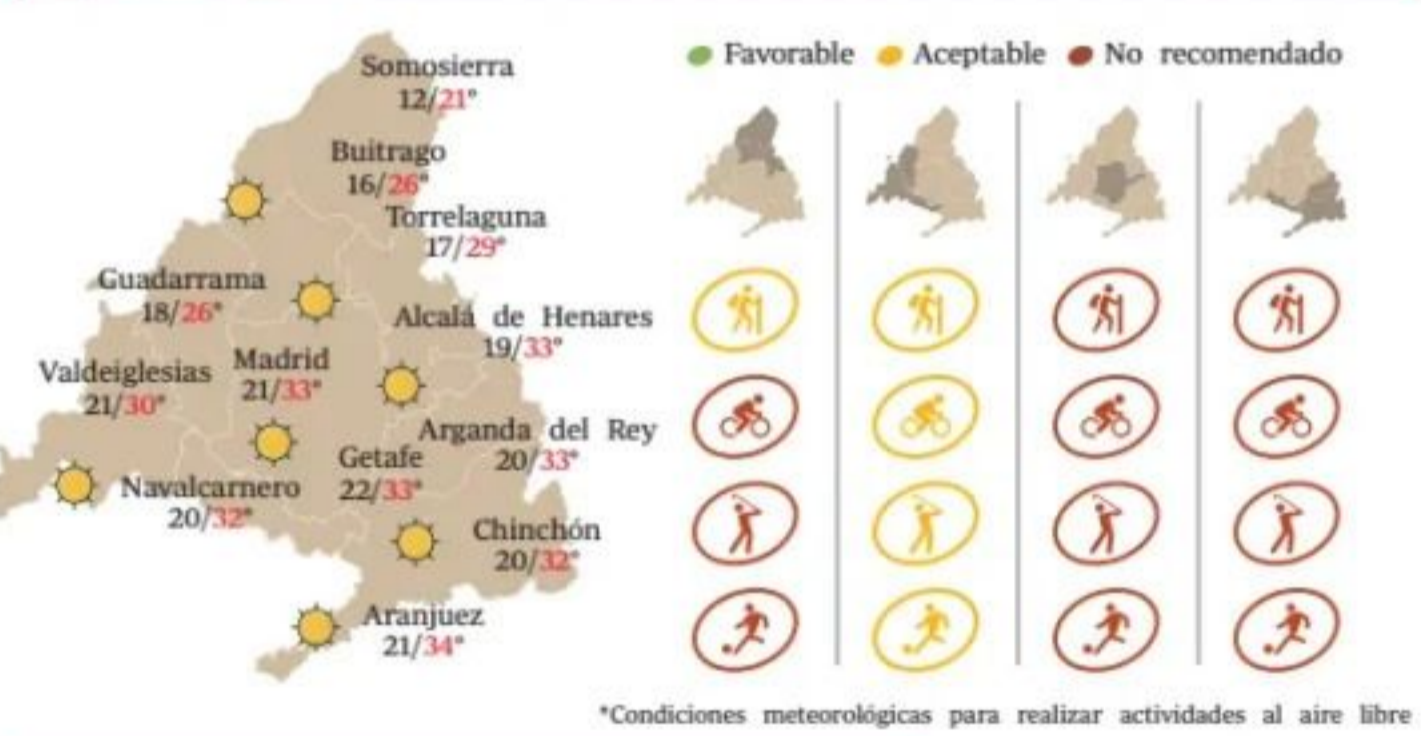 Somosierra
12/21°
Buitrago
16/26°
Torrelaguna
17/29°
Guadarrama
18/26°
Alcalá de Henares
19/33°
Madrid
21/33°
Valdeiglesias
21/30°
Arganda del Rey
20/33°
Getafe
22/33°
Navalcarnero
20/32°
Chinchón
20/32°
Aranjuez
21/34°
Favorable Aceptable No recomendado
*Condiciones meteorológicas para realizar actividades al aire libre